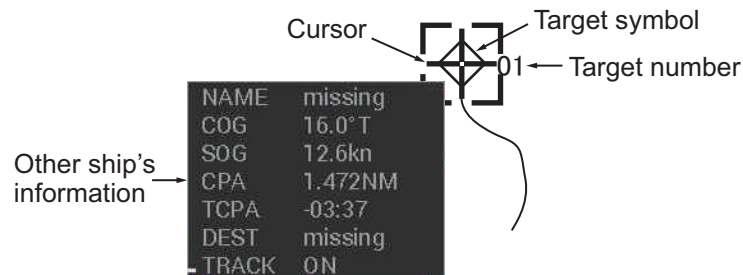 Target symbol
Cursor
01
Target number
NAME missing
COG 16.0°T
SOG 12.6kn
Other ship's
information
CPA 1.472NM
TCPA -03:37
DEST missing
TRACK ON